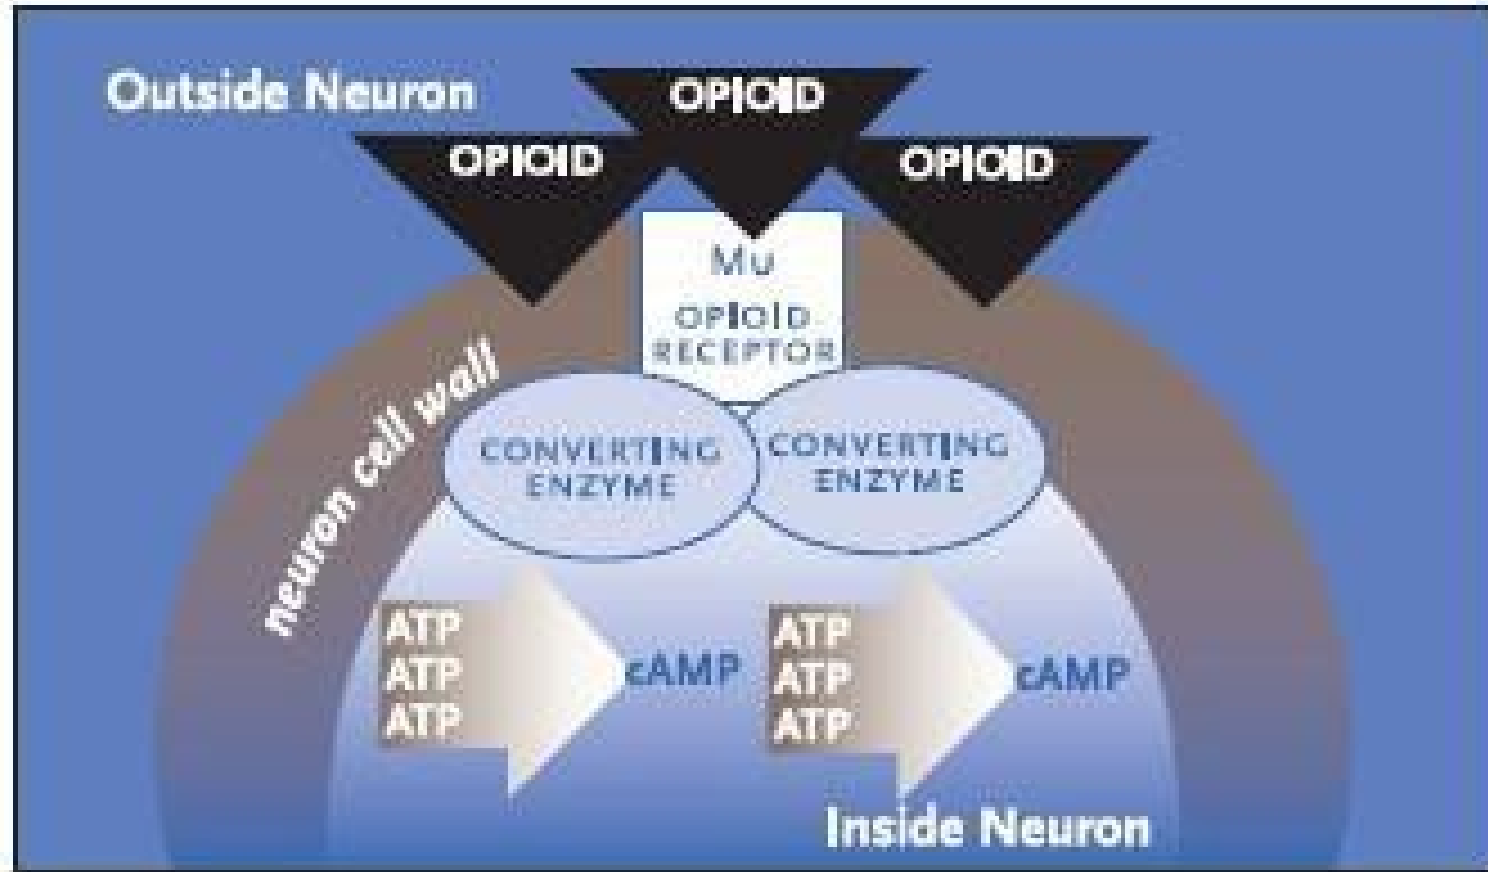 Outside Neuron
OPIOID
OPIOID
OPIOID
Mu
OPIOID
RECEPTOR
neuron cell wall
CONVERTING
ENZYME
CONVERTING
ENZYME
ATP
ATP
ATP
cAMP
ATP
ATP
ATP
cAMP
Inside Neuron